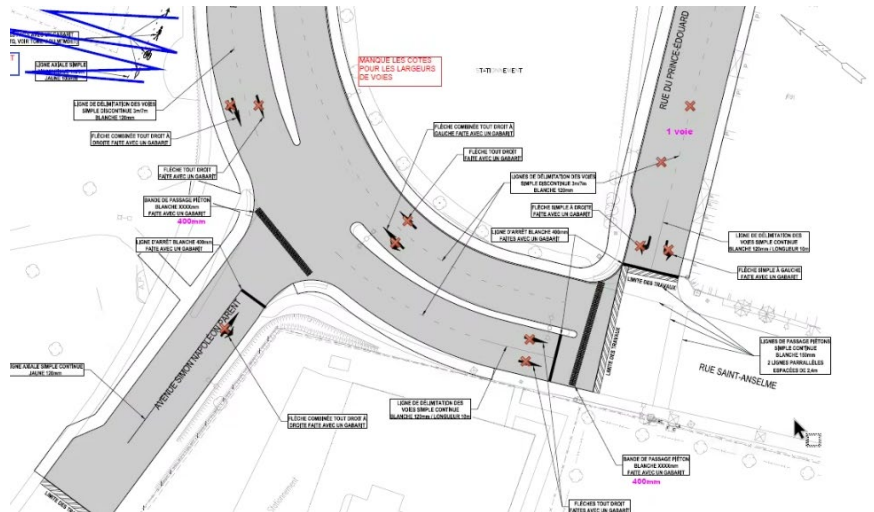 LIGNE AXIALE SIMPLE
MANQUE LES COTES
POUR LES LARGEURS
DE VOIES
RUE DU PRINCE-ÉDOUARD
1 voie
LIGNE DE DÉLIMITATION DES VOIES
SIMPLE DISCONTINUE 3m/7m
BLANCHE 120mm
FLÈCHE COMBINÉE TOUT DROIT À
DROITE FAITE AVEC UN GABARIT
FLÈCHE TOUT DROIT
FAITE AVEC UN GABARIT
FLÈCHE COMBINÉE TOUT DROIT À
GAUCHE FAITE AVEC UN GABARIT
FLÈCHE TOUT DROIT
FAITE AVEC UN GABARIT
LIGNES DE DÉLIMITATION DES VOIES
SIMPLE DISCONTINUE 3m/7m
BLANCHE 120mm
BANDE DE PASSAGE PIÉTON
BLANCHE XXXXmm
FAITE AVEC UN GABARIT
400mm
FLÈCHE SIMPLE À DROITE
FAITE AVEC UN GABARIT
LIGNE D'ARRÊT BLANCHE 400mm
FAITE AVEC UN GABARIT
LIGNE D'ARRÊT BLANCHE 400mm
FAITES AVEC UN GABARIT
LIGNE DE DÉLIMITATION DES
VOIES SIMPLE CONTINUE
BLANCHE 120mm / LONGUEUR 10m
FLÈCHE SIMPLE À GAUCHE
FAITE AVEC UN GABARIT
LIMITE DES TRAVAUX
LIMITE DES TRAVAUX
AVENUE SIMON NAPOLÉON PARENT
LIGNES DE PASSAGE PIÉTONS
SIMPLE CONTINUE
BLANCHE 150mm
2 LIGNES PARRALLÈLES
ESPACÉES DE 2,4m
RUE SAINT-ANSELME
LIGNE AXIALE SIMPLE CONTINUE
JAUNE 120mm
LIGNE DE DÉLIMITATION DES
VOIES SIMPLE CONTINUE
BLANCHE 120mm / LONGUEUR 10m
FLÈCHE COMBINÉE TOUT DROIT À
DROITE FAITE AVEC UN GABARIT
BANDE DE PASSAGE PIÉTON
BLANCHE XXXXmm
FAITE AVEC UN GABARIT
400mm
Stationnement
FLÈCHES TOUT DROIT
FAITES AVEC UN GABARIT